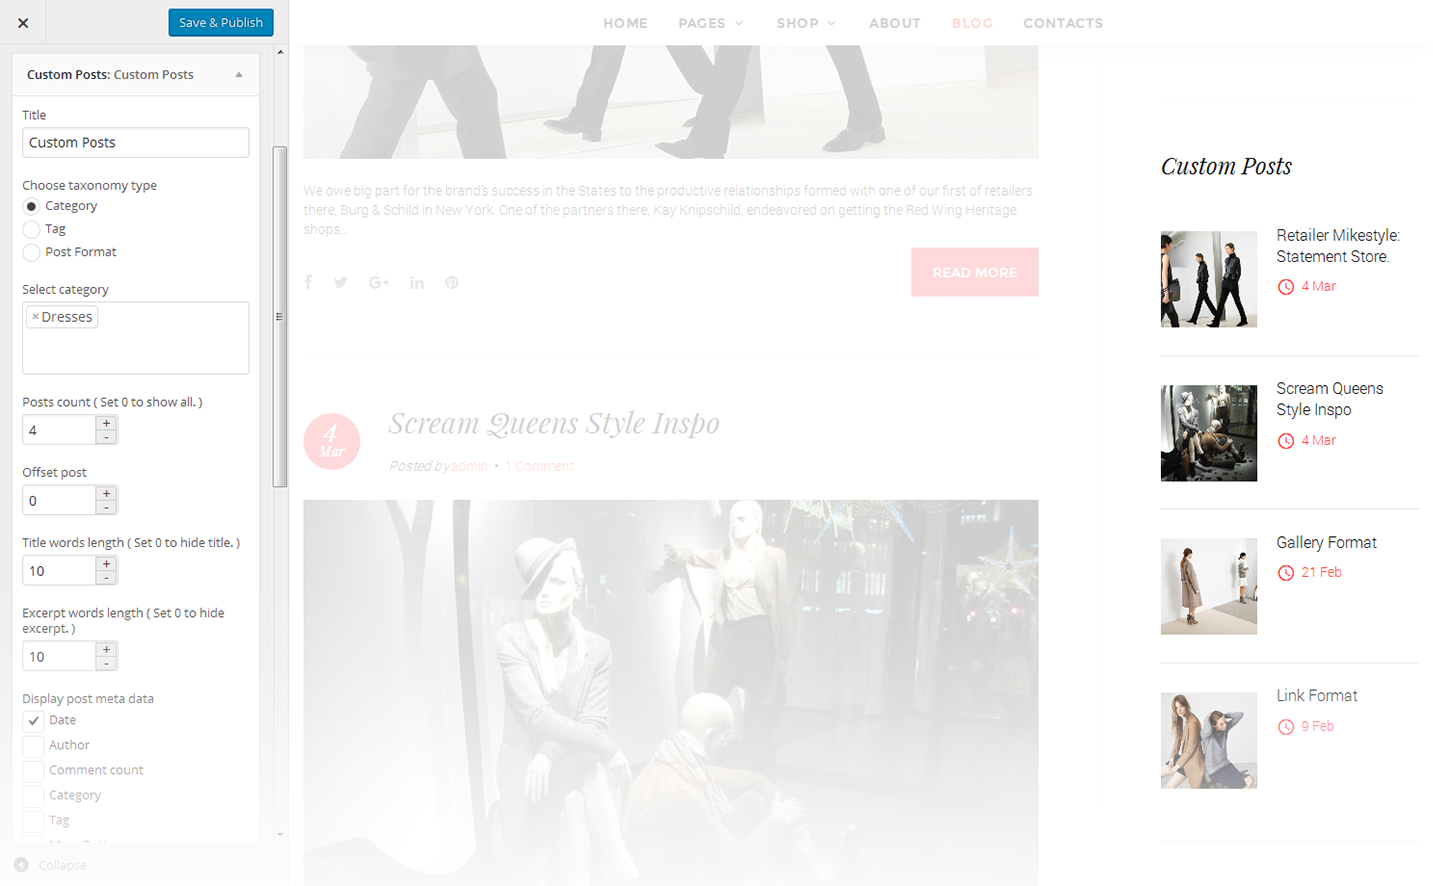 Save & Publish
Custom Posts: Custom Posts
Title
Custom Posts
Choose taxonomy type
Category
Tag
Post Format
Select category
× Dresses
Posts count ( Set 0 to show all. )
4
+
-
Offset post
0
+
-
Title words length ( Set 0 to hide title. )
10
+
-
Excerpt words length ( Set 0 to hide
excerpt. )
10
+
-
Display post meta data
Date
Author
Comment count
Category
Tag
Collapse
HOME PAGES SHOP ABOUT BLOG CONTACTS
We owe big part for the brand's success in the States to the productive relationships formed with one of our first of retailers
there, Burg & Schild in New York. One of the partners there, Kay Knipschild, endeavored on getting the Red Wing Heritage
shops...
READ MORE
4
Mar
Scream Queens Style Inspo
Posted by admin • 1 Comment
Custom Posts
Retailer Mikestyle:
Statement Store.
4 Mar
Scream Queens
Style Inspo
4 Mar
Gallery Format
21 Feb
Link Format
9 Feb